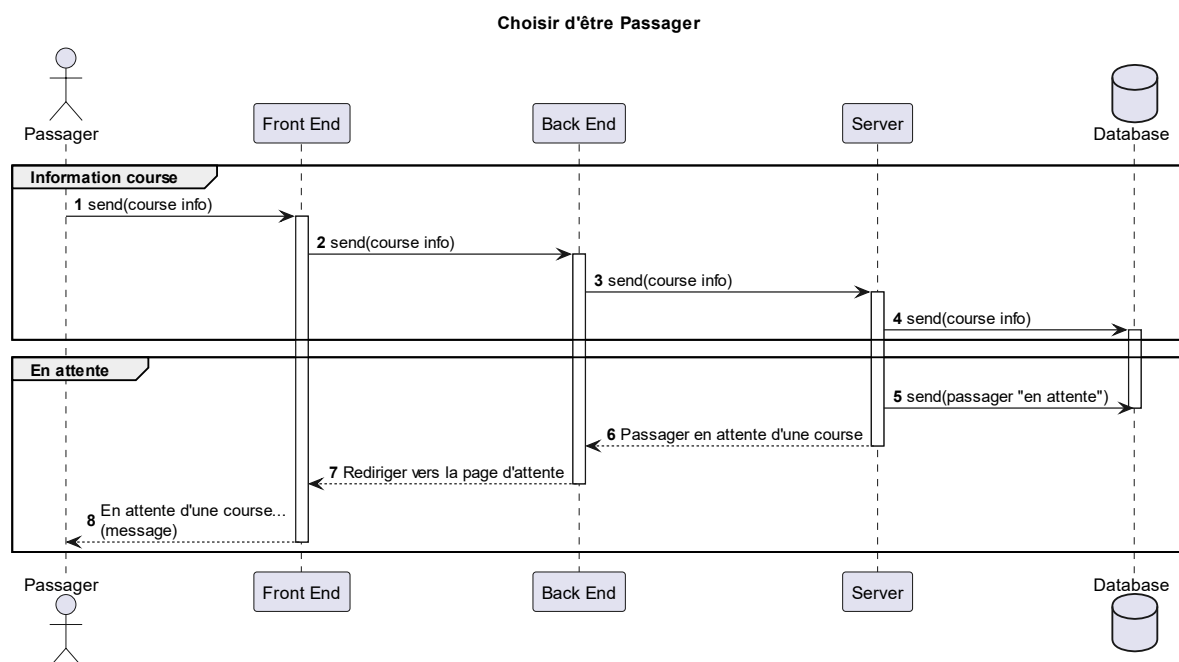 Choisir d'être Passager
Passager
Front End
Back End
Server
Database
Information course
1 send(course info)
2 send(course info)
3 send(course info)
4 send(course info)
En attente
5 send(passager "en attente")
6 Passager en attente d'une course
7 Rediriger vers la page d'attente
8 En attente d'une course...
(message)
Passager
Front End
Back End
Server
Database